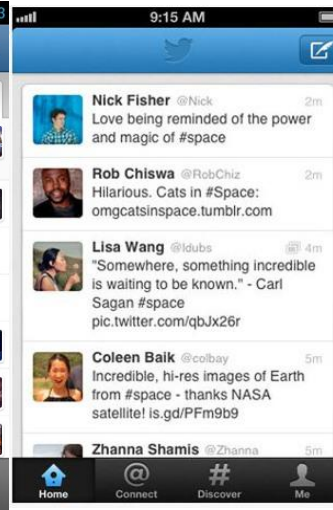 3
9:15 AM
Nick Fisher @Nick 2m
Love being reminded of the power
and magic of #space
Rob Chiswa @RobChiz 2m
Hilarious. Cats in #Space:
omgcatsinspace.tumblr.com
Lisa Wang @ldubs 4m
"Somewhere, something incredible
is waiting to be known." - Carl
Sagan #space
pic.twitter.com/qbJx26r
Coleen Baik @colbay 5m
Incredible, hi-res images of Earth
from #space - thanks NASA
satellite! is.gd/PFm9b9
Zhanna Shamis @Zhanna 5m
@ #
Home Connect Discover Me